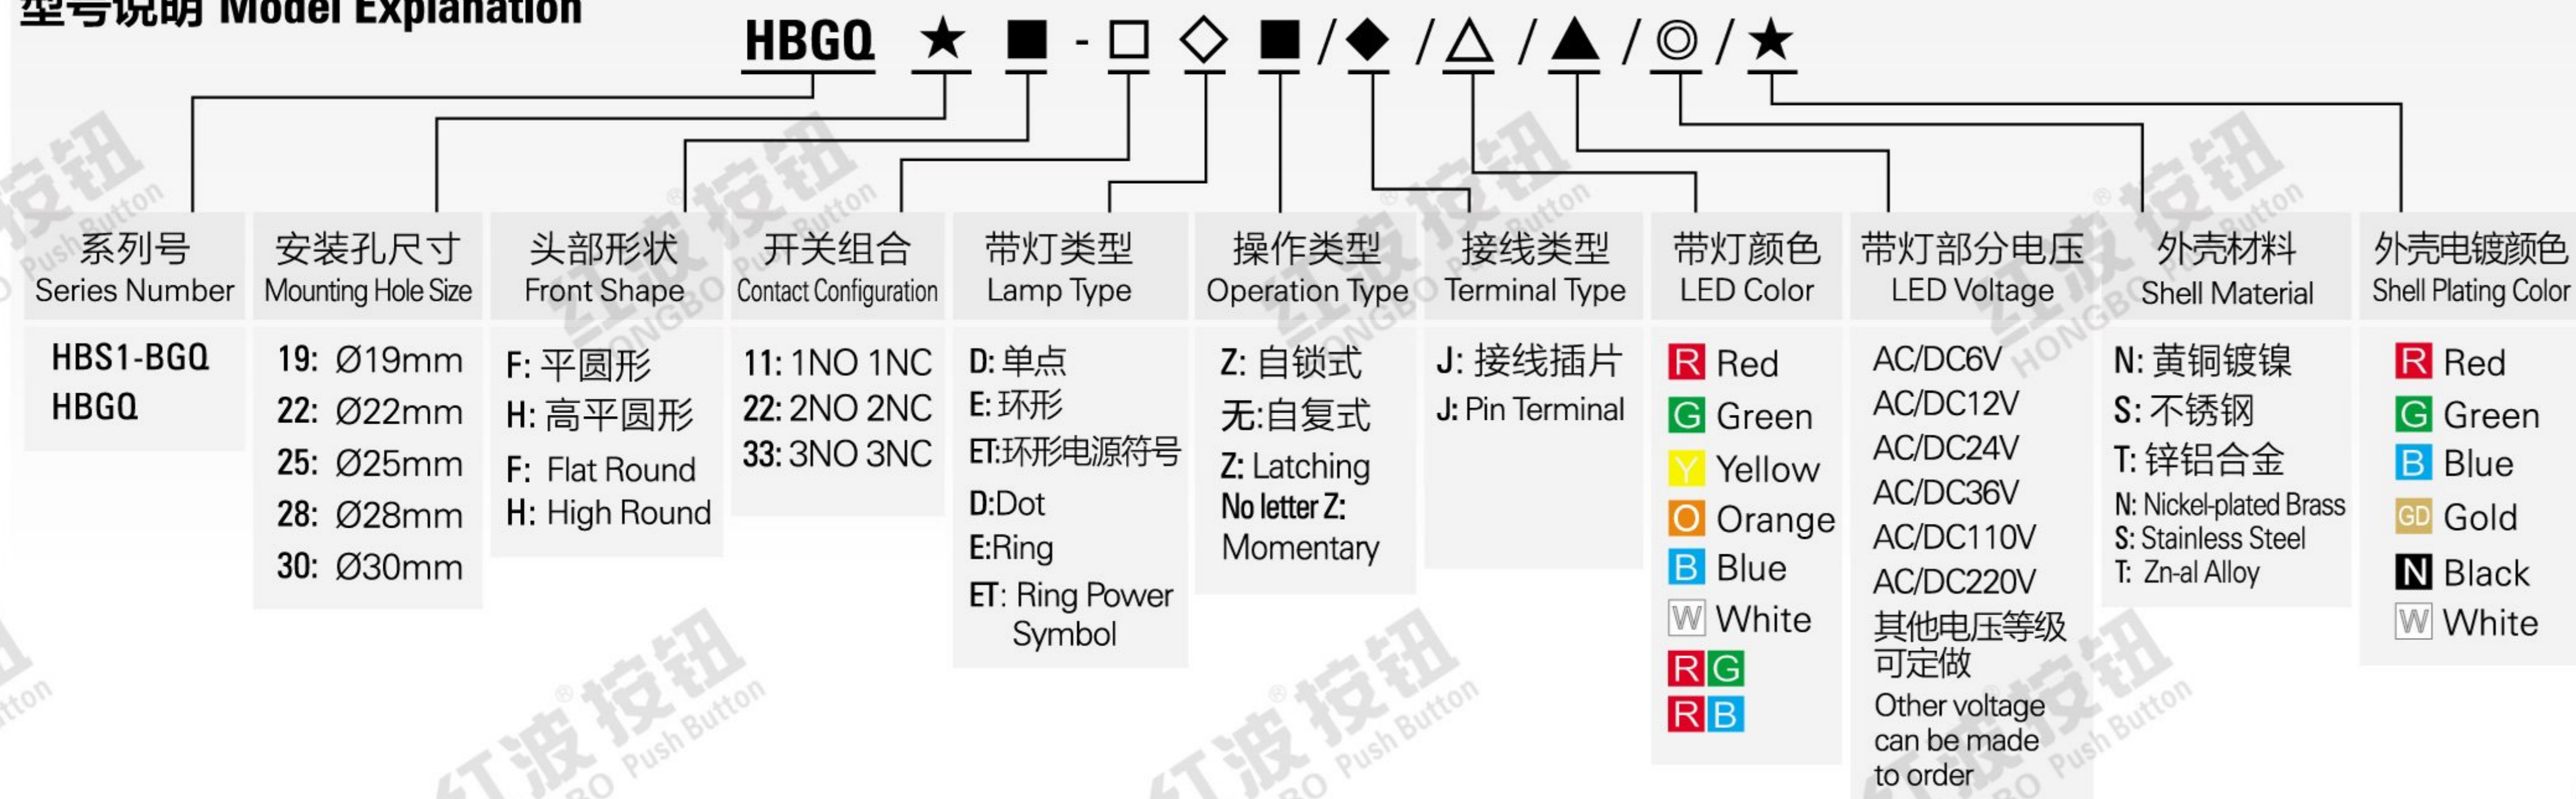 型号说明 Model Explanation
HBGQ ★ ■ - □ ◇ ■ / ◆ / △ / ▲ / ◎ / ★
系列号
Series Number
HBS1-BGQ
HBGQ
安装孔尺寸
Mounting Hole Size
19: Ø19mm
22: Ø22mm
25: Ø25mm
28: Ø28mm
30: Ø30mm
头部形状
Front Shape
F: 平圆形
H: 高平圆形
F: Flat Round
H: High Round
开关组合
Contact Configuration
11: 1NO 1NC
22: 2NO 2NC
33: 3NO 3NC
带灯类型
Lamp Type
D: 单点
E: 环形
ET:环形电源符号
D:Dot
E:Ring
ET: Ring Power
Symbol
操作类型
Operation Type
Z: 自锁式
无:自复式
Z: Latching
No letter Z:
Momentary
接线类型
Terminal Type
J: 接线插片
J: Pin Terminal
带灯颜色
LED Color
R Red
G Green
Y Yellow
O Orange
B Blue
W White
R G
R B
带灯部分电压
LED Voltage
AC/DC6V
AC/DC12V
AC/DC24V
AC/DC36V
AC/DC110V
AC/DC220V
其他电压等级
可定做
Other voltage
can be made
to order
外壳材料
Shell Material
N: 黄铜镀镍
S: 不锈钢
T: 锌铝合金
N: Nickel-plated Brass
S: Stainless Steel
T: Zn-al Alloy
外壳电镀颜色
Shell Plating Color
R Red
G Green
B Blue
GD Gold
N Black
W White
红波按钮
HONGBO Push Button